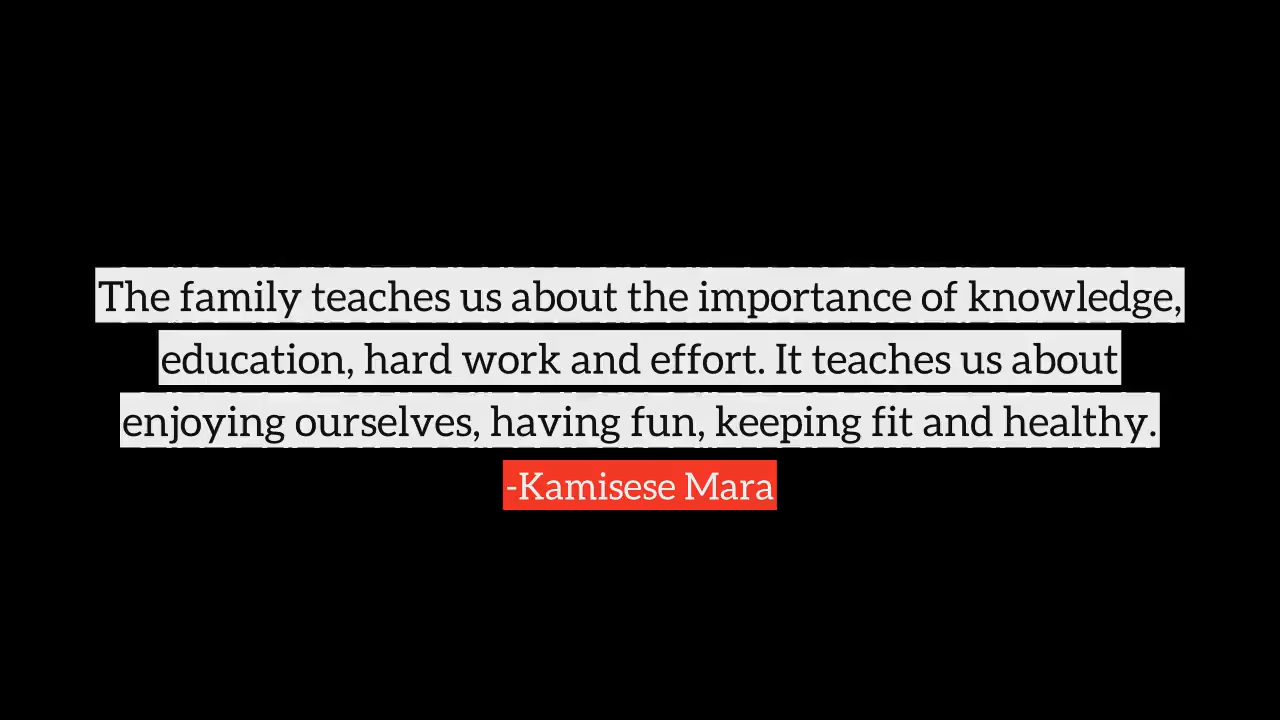 The family teaches us about the importance of knowledge,
education, hard work and effort. It teaches us about
enjoying ourselves, having fun, keeping fit and healthy.
-Kamisese Mara